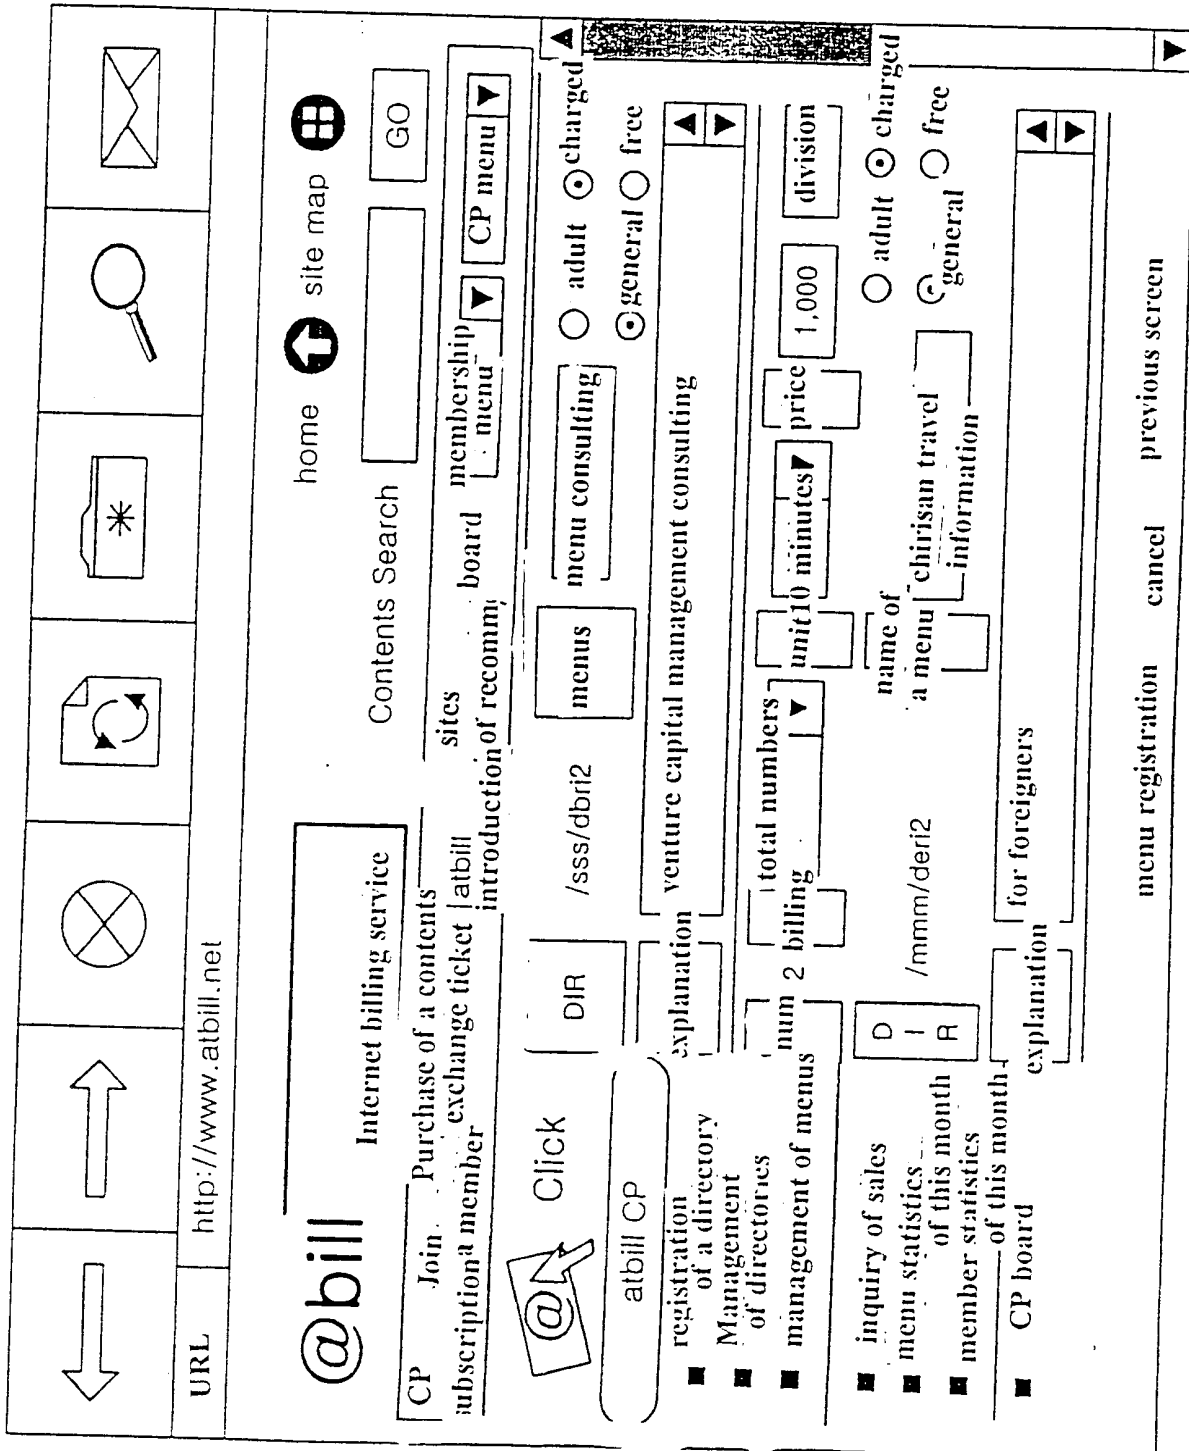 URL http://www.atbill.net
@bill Internet billing service
home site map
Contents Search GO
CP Join Purchase of a contents sites board membership CP menu
subscription member exchange ticket atbill menu
introduction of recomm
Click
atbill CP
registration
of a directory
Management
of directories
management of menus
inquiry of sales
menu statistics
of this month
member statistics
of this month
CP board
DIR /sss/dbri2 menus menu consulting adult charged
general free
explanation venture capital management consulting
num 2 billing total numbers unit 10 minutes price 1,000 division
DIR /mmm/deri2 name of
a menu chirisan travel
information adult charged
general free
explanation for foreigners
menu registration cancel previous screen